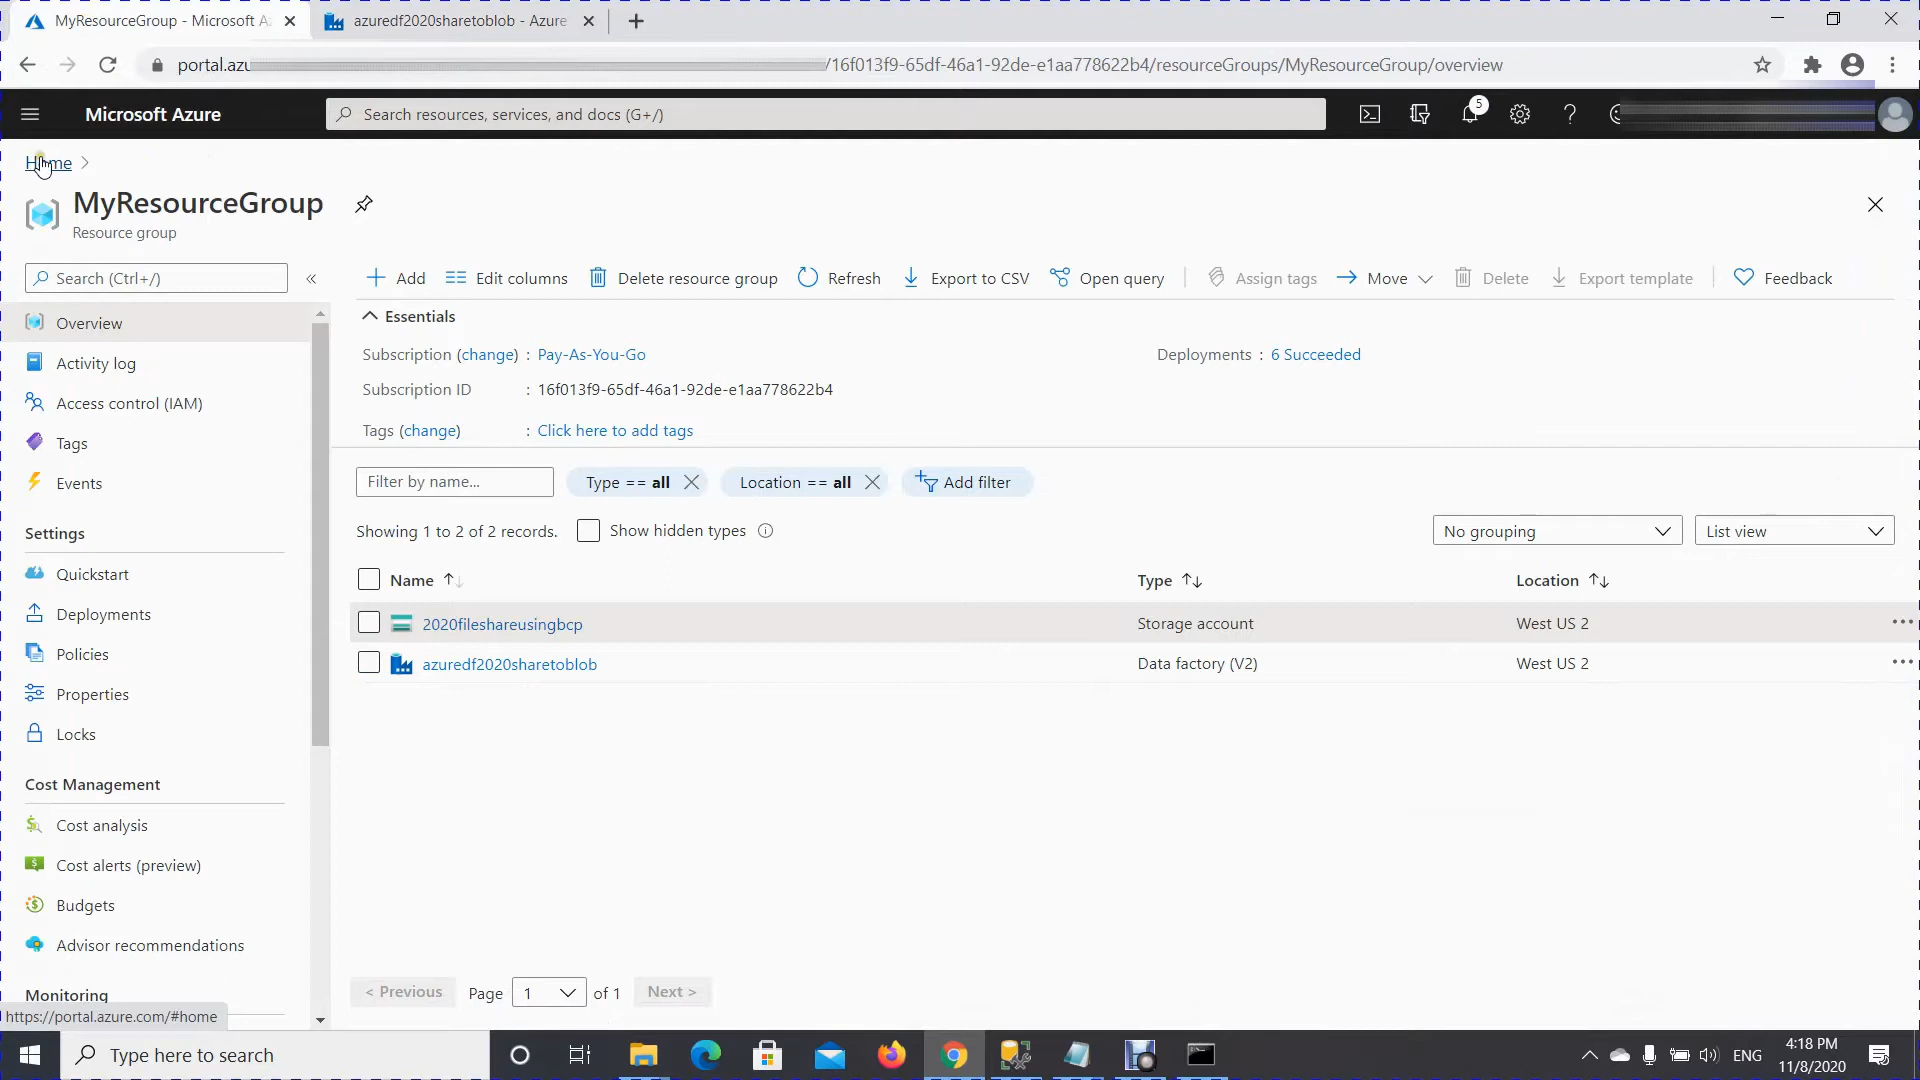 MyResourceGroup - Microsoft A
azuredf2020sharetoblob - Azure
portal.azu /16f013f9-65df-46a1-92de-e1aa778622b4/resourceGroups/MyResourceGroup/overview
Microsoft Azure
Search resources, services, and docs (G+/)
5
Home
MyResourceGroup
Resource group
Search (Ctrl+/)
Add
Edit columns
Delete resource group
Refresh
Export to CSV
Open query
Assign tags
Move
Delete
Export template
Feedback
Overview
Activity log
Access control (IAM)
Tags
Events
Settings
Quickstart
Deployments
Policies
Properties
Locks
Cost Management
Cost analysis
Cost alerts (preview)
Budgets
Advisor recommendations
Monitoring
Essentials
Subscription (change) : Pay-As-You-Go
Deployments : 6 Succeeded
Subscription ID : 16f013f9-65df-46a1-92de-e1aa778622b4
Tags (change) : Click here to add tags
Filter by name...
Type == all
Location == all
Add filter
Showing 1 to 2 of 2 records.
Show hidden types
No grouping
List view
Name
Type
Location
2020fileshareusingbcp
Storage account
West US 2
azuredf2020sharetoblob
Data factory (V2)
West US 2
< Previous
Page 1 of 1
Next >
https://portal.azure.com/#home
Type here to search
ENG
4:18 PM
11/8/2020